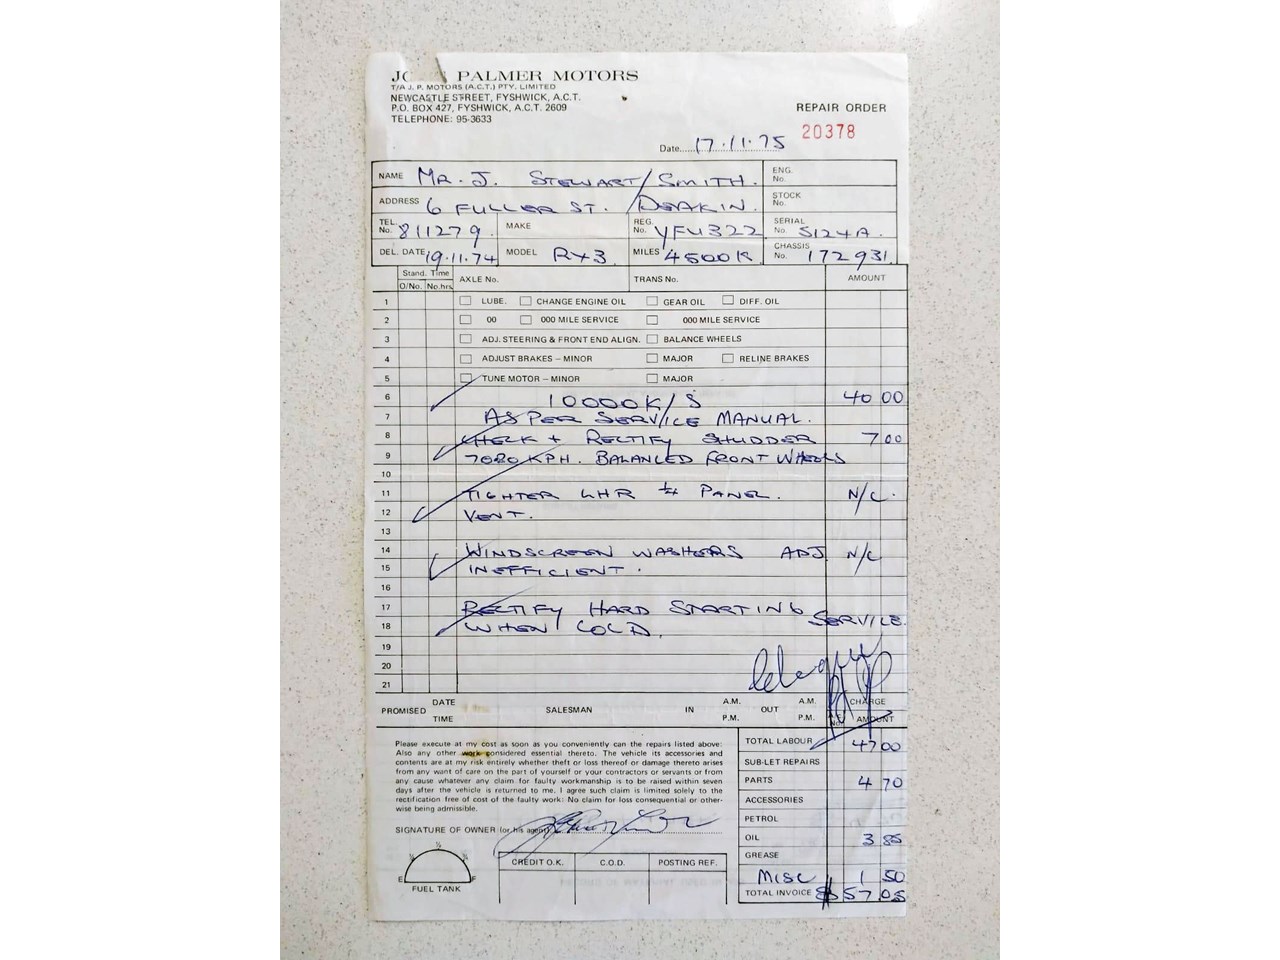 PALMER MOTORS
T/A J. P. MOTORS (A.C.T.) PTY. LIMITED
NEWCASTLE STREET, FYSHWICK, A.C.T.
P.O. BOX 427, FYSHWICK, A.C.T. 2609
TELEPHONE: 95-3633
REPAIR ORDER
20378
Date..... 17.11.75
NAME MR. J. STEWART/SMITH. ENG. No.
ADDRESS 6 FULLER ST. DEAKIN. STOCK No.
TEL. No. 811279. MAKE REG. No. YFU322 SERIAL No. S124A.
DEL. DATE 19.11.74 MODEL RX3 MILES 4500K CHASSIS No. 172931
Stand. Time AXLE No. TRANS No. AMOUNT
O/No. No.hrs.
1 LUBE. CHANGE ENGINE OIL GEAR OIL DIFF. OIL
2 00 000 MILE SERVICE 000 MILE SERVICE
3 ADJ. STEERING & FRONT END ALIGN. BALANCE WHEELS
4 ADJUST BRAKES – MINOR MAJOR RELINE BRAKES
5 TUNE MOTOR – MINOR MAJOR
6 10000K/S 40 00
7 AS PER SERVICE MANUAL.
8 CHECK + RECTIFY SHUDDER 7 00
9 7080 KPH. BALANCED FRONT WHEELS
10
11 TIGHTER LHR ¼ PANEL. N/C.
12 VENT.
13
14 WINDSCREEN WASHERS ADJ N/C
15 INEFFICIENT.
16
17 RECTIFY HARD STARTING SERVICE.
18 WHEN COLD.
19
20
21
PROMISED DATE TIME SALESMAN IN A.M. P.M. OUT A.M. P.M. CHARGE AMOUNT
Please execute at my cost as soon as you conveniently can the repairs listed above:
Also any other work considered essential thereto. The vehicle its accessories and
contents are at my risk entirely whether theft or loss thereof or damage thereto arises
from any want of care on the part of yourself or your contractors or servants or from
any cause whatever any claim for faulty workmanship is to be raised within seven
days after the vehicle is returned to me. I agree such claim is limited solely to the
rectification free of cost of the faulty work: No claim for loss consequential or other-
wise being admissible.
SIGNATURE OF OWNER (or his agent)
E ¼ ½ ¾ F
FUEL TANK
CREDIT O.K. C.O.D. POSTING REF.
TOTAL LABOUR 47 00
SUB-LET REPAIRS
PARTS 4 70
ACCESSORIES
PETROL
OIL 3 85
GREASE
MISC 1 50
TOTAL INVOICE $ 57.05